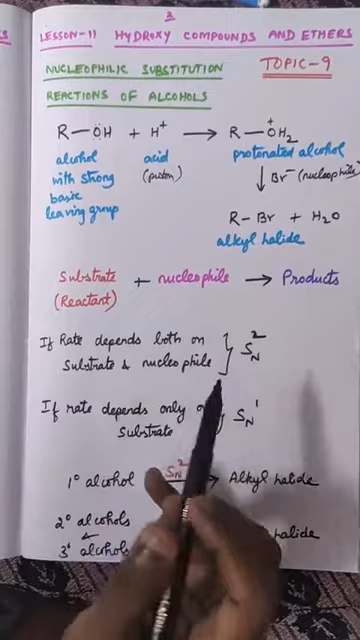 3
LESSON-11 HYDROXY COMPOUNDS AND ETHERS
NUCLEOPHILIC SUBSTITUTION TOPIC-9
REACTIONS OF ALCOHOLS
R—ÖH + H⁺ ⟶ R—ȮH₂⁺
alcohol acid protonated alcohol
with strong (proton) ↓ Br⁻ (nucleophile)
basic
leaving group R–Br + H₂O
alkyl halide
Substrate + nucleophile ⟶ Products
(Reactant)
If Rate depends both on
Substrate & nucleophile } S_N²
If rate depends only
Substrate } S_N¹
1° alcohol S_N² → Alkyl halide
2° alcohols
3° alcohols halide